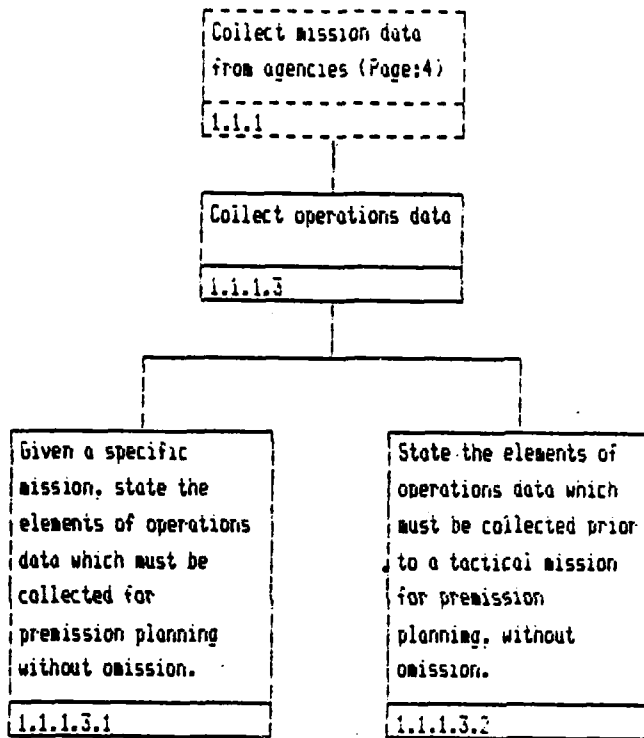 Collect mission data
from agencies (Page:4)
1.1.1
Collect operations data
1.1.1.3
Given a specific
mission, state the
elements of operations
data which must be
collected for
premission planning
without omission.
1.1.1.3.1
State the elements of
operations data which
must be collected prior
to a tactical mission
for premission
planning, without
omission.
1.1.1.3.2